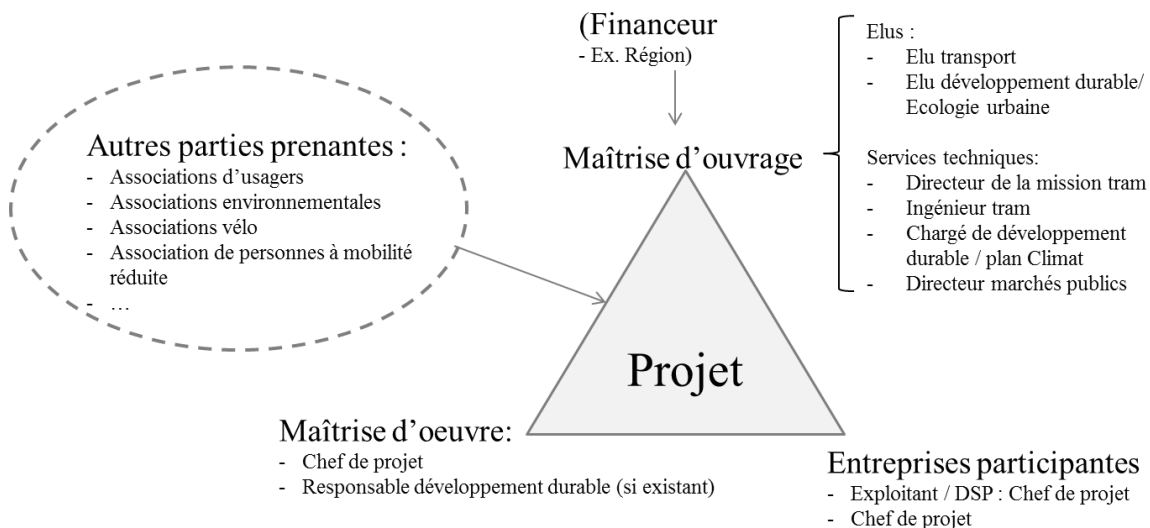 (Financeur
- Ex. Région)
Elus :
- Elu transport
- Elu développement durable/
Ecologie urbaine
Autres parties prenantes :
- Associations d'usagers
- Associations environnementales
- Associations vélo
- Association de personnes à mobilité
réduite
- …
Maîtrise d'ouvrage
Services techniques:
- Directeur de la mission tram
- Ingénieur tram
- Chargé de développement
durable / plan Climat
- Directeur marchés publics
Projet
Maîtrise d'oeuvre:
- Chef de projet
- Responsable développement durable (si existant)
Entreprises participantes
- Exploitant / DSP : Chef de projet
- Chef de projet